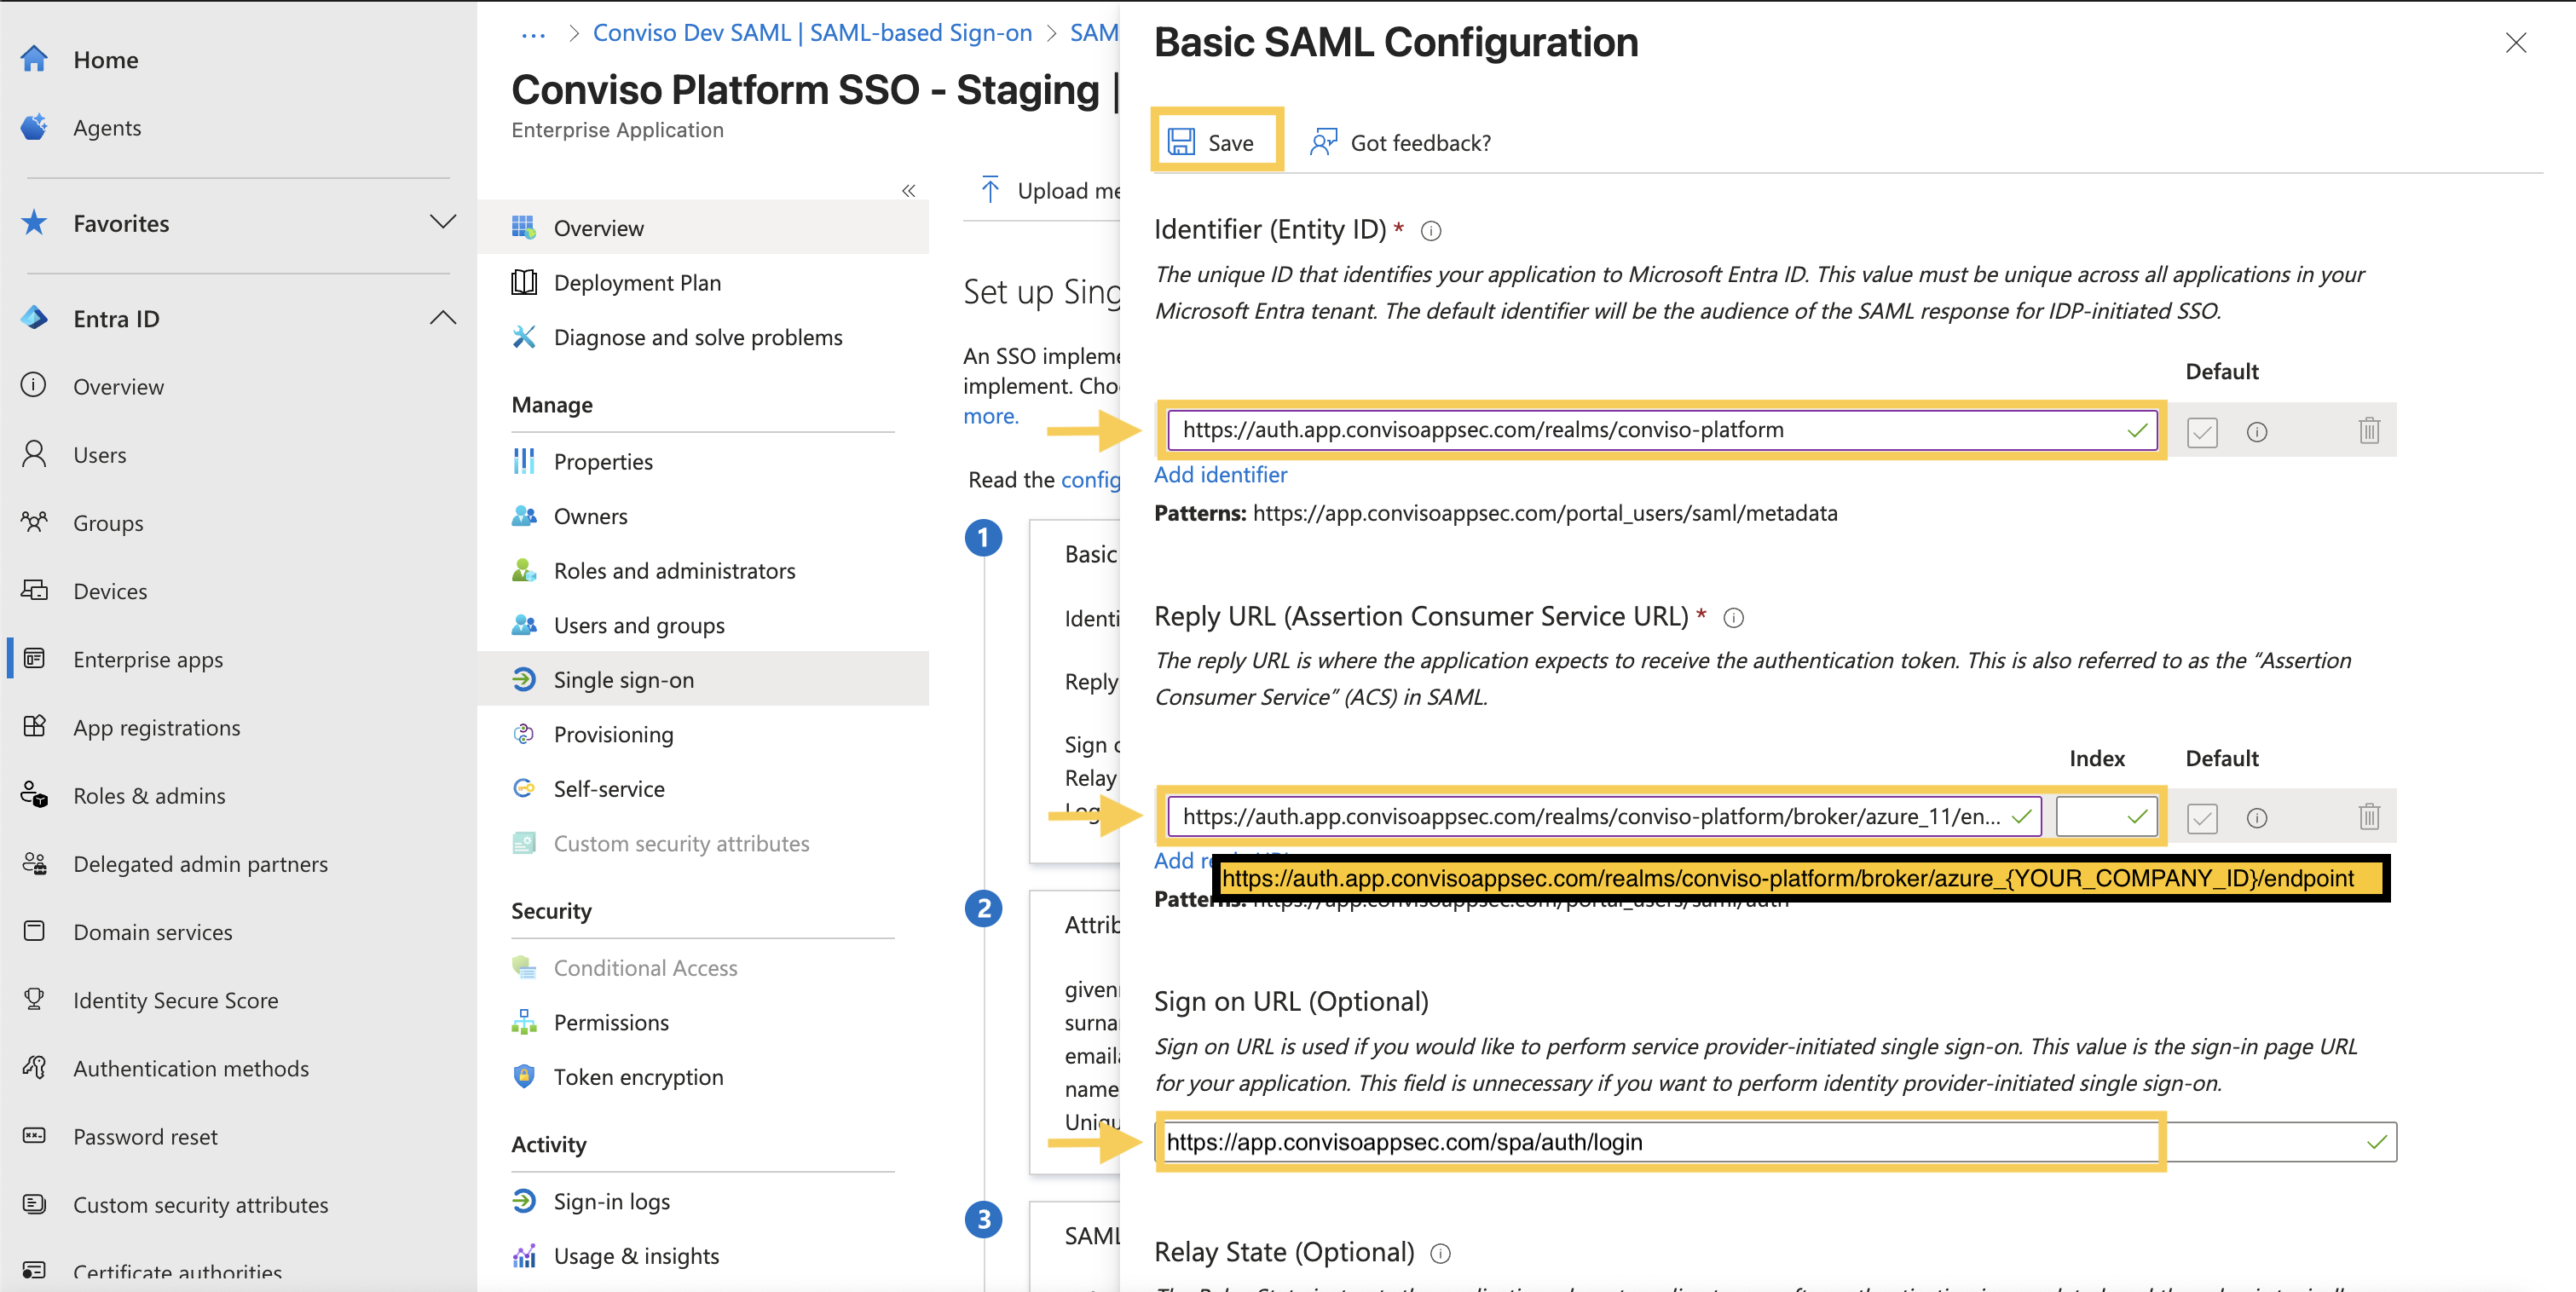 Home
Agents
Favorites
Entra ID
Overview
Users
Groups
Devices
Enterprise apps
App registrations
Roles & admins
Delegated admin partners
Domain services
Identity Secure Score
Authentication methods
Password reset
Custom security attributes
Certificate authorities
... > Conviso Dev SAML | SAML-based Sign-on > SAM
Conviso Platform SSO - Staging |
Enterprise Application
«
Overview
Deployment Plan
Diagnose and solve problems
Manage
Properties
Owners
Roles and administrators
Users and groups
Single sign-on
Provisioning
Self-service
Custom security attributes
Security
Conditional Access
Permissions
Token encryption
Activity
Sign-in logs
Usage & insights
Upload me
Set up Sing
An SSO impleme
implement. Cho
more.
Read the config
1
Basic
Identi
Reply
Sign o
Relay
Log
2
Attrib
givenn
surna
emaila
name
Uniqu
3
SAML
Basic SAML Configuration
Save
Got feedback?
Identifier (Entity ID) *
The unique ID that identifies your application to Microsoft Entra ID. This value must be unique across all applications in your
Microsoft Entra tenant. The default identifier will be the audience of the SAML response for IDP-initiated SSO.
Default
https://auth.app.convisoappsec.com/realms/conviso-platform
Add identifier
Patterns: https://app.convisoappsec.com/portal_users/saml/metadata
Reply URL (Assertion Consumer Service URL) *
The reply URL is where the application expects to receive the authentication token. This is also referred to as the “Assertion
Consumer Service” (ACS) in SAML.
Index Default
https://auth.app.convisoappsec.com/realms/conviso-platform/broker/azure_11/en...
Add reply URL
https://auth.app.convisoappsec.com/realms/conviso-platform/broker/azure_{YOUR_COMPANY_ID}/endpoint
Patterns: https://app.convisoappsec.com/portal_users/saml/auth
Sign on URL (Optional)
Sign on URL is used if you would like to perform service provider-initiated single sign-on. This value is the sign-in page URL
for your application. This field is unnecessary if you want to perform identity provider-initiated single sign-on.
https://app.convisoappsec.com/spa/auth/login
Relay State (Optional)